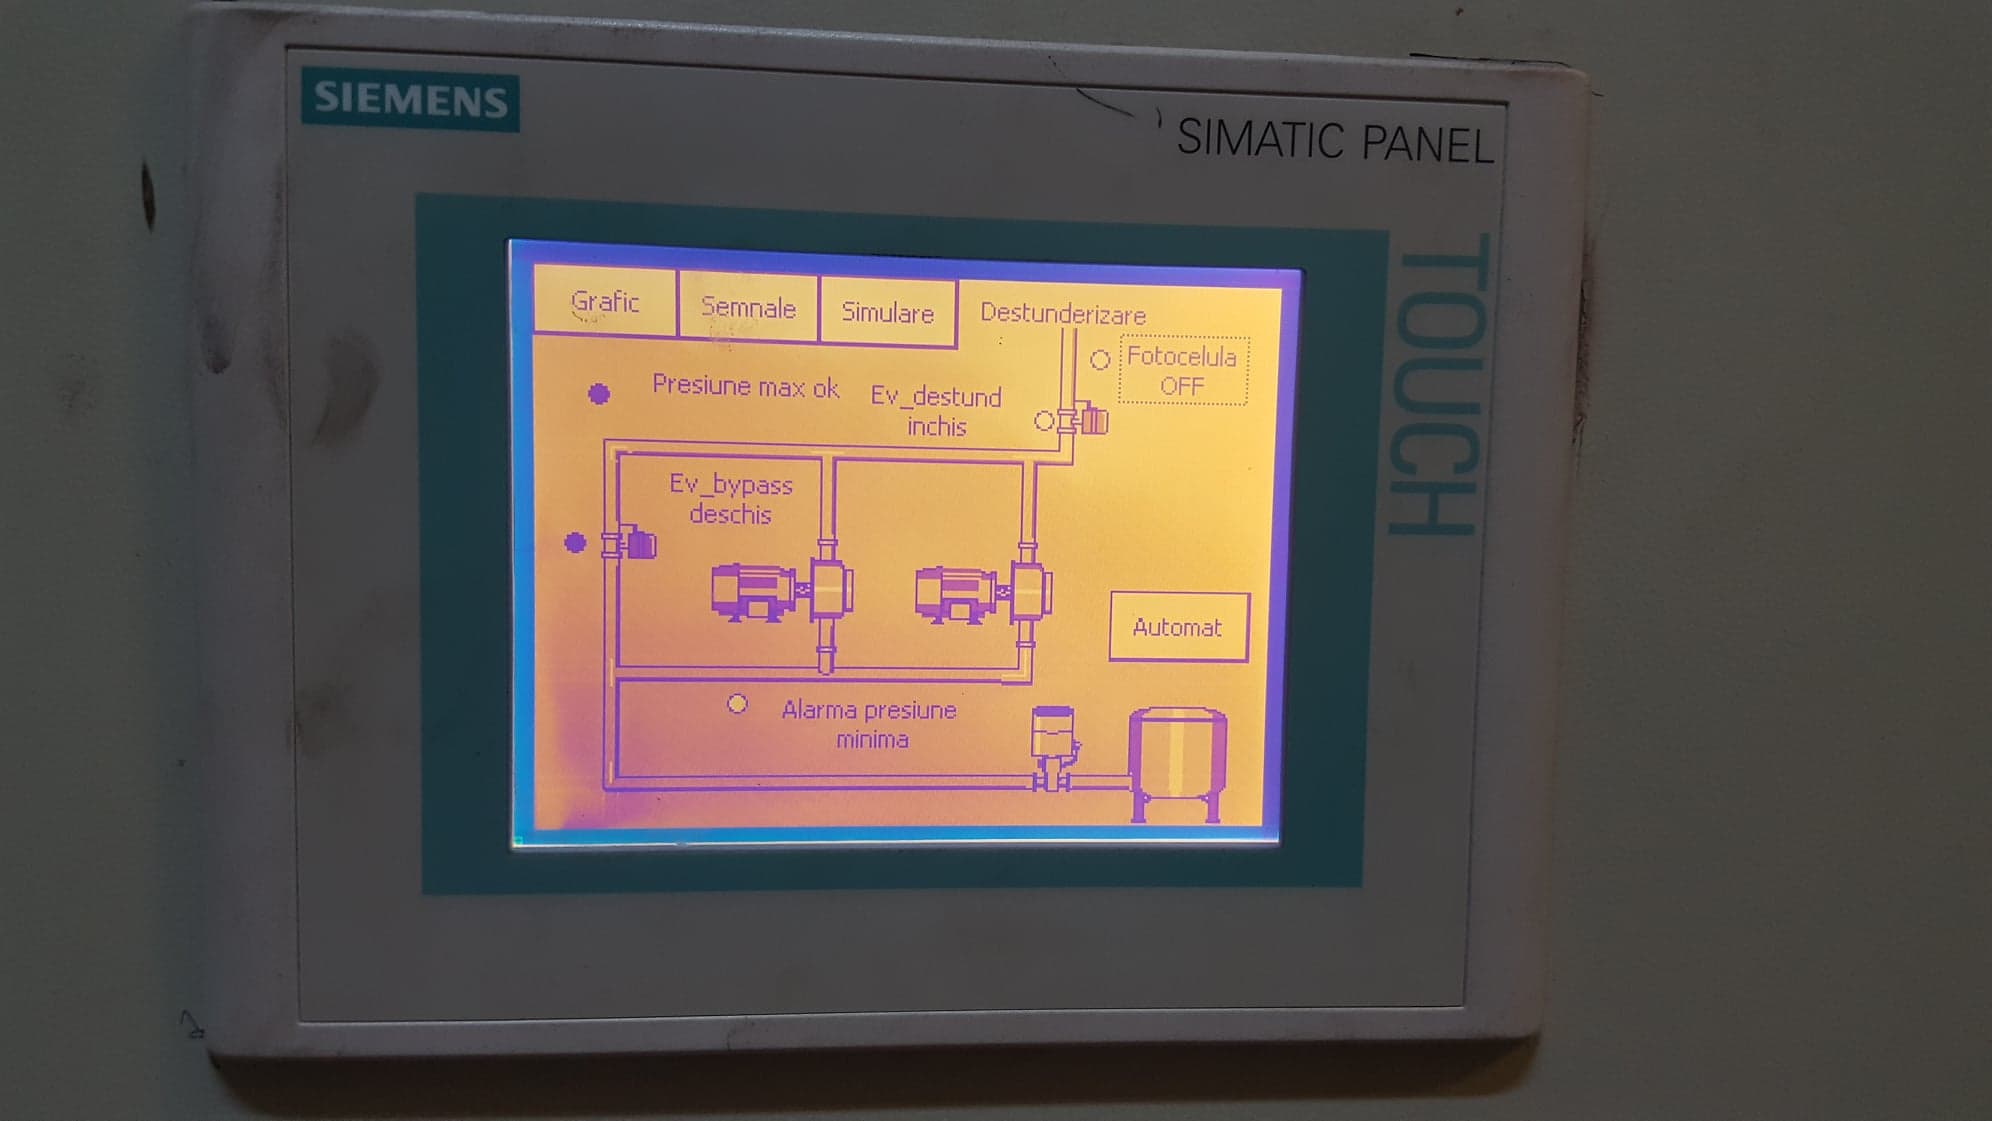 SIEMENS
SIMATIC PANEL
TOUCH
Grafic
Semnale
Simulare
Destunderizare
Fotocelula
OFF
Presiune max ok
Ev_destund
inchis
Ev_bypass
deschis
Automat
Alarma presiune
minima